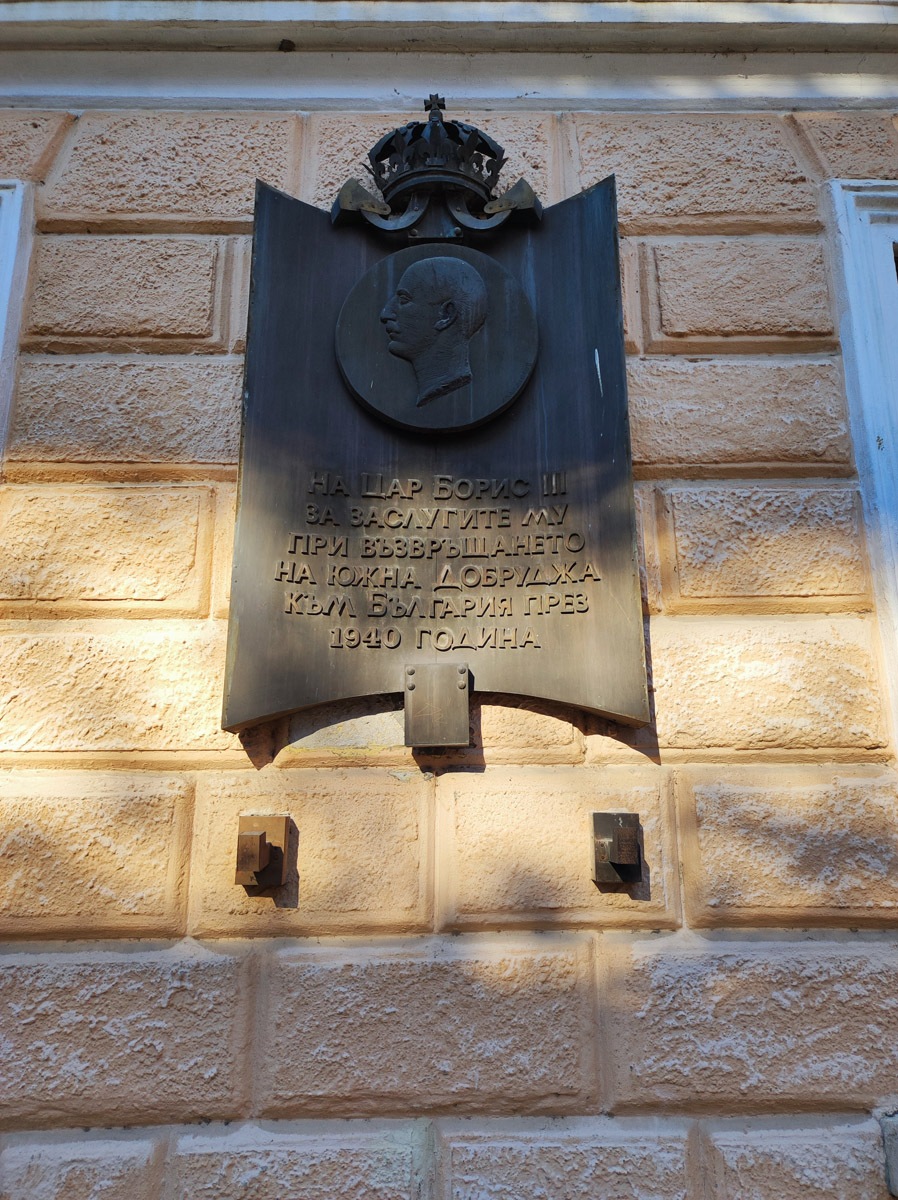 На Цар Борис III
за заслугите му
при възвръщането
на Южна Добруджа
към България през
1940 година